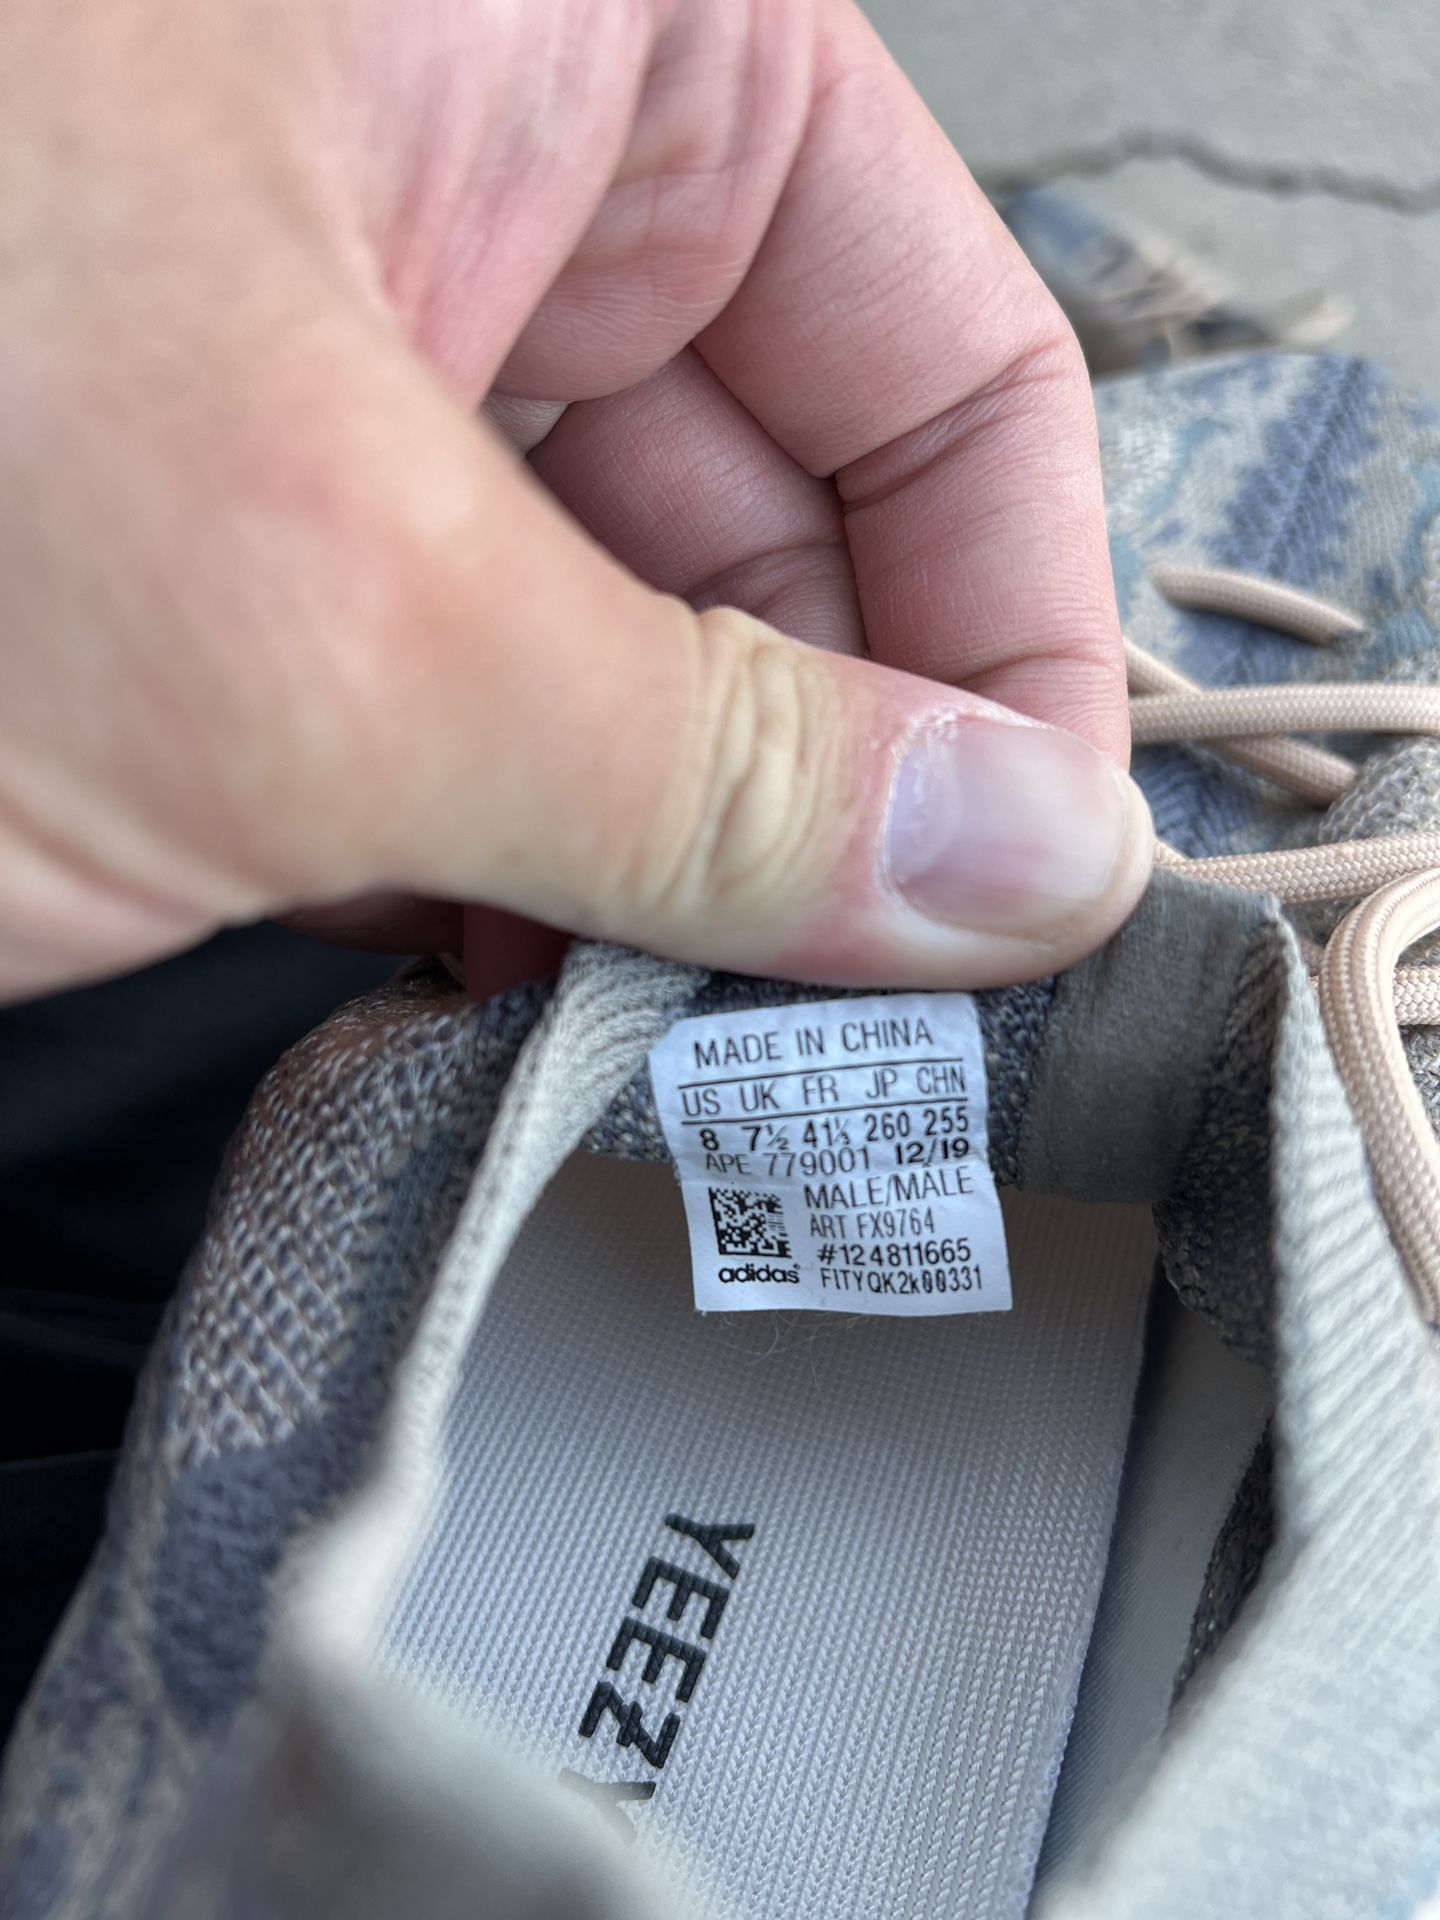 MADE IN CHINA
US UK FR JP CHN
8 7½ 41⅓ 260 255
APE 779001 12/19
MALE/MALE
ART FX9764
#124811665
adidas® FITYQK2k00331
YEEZY